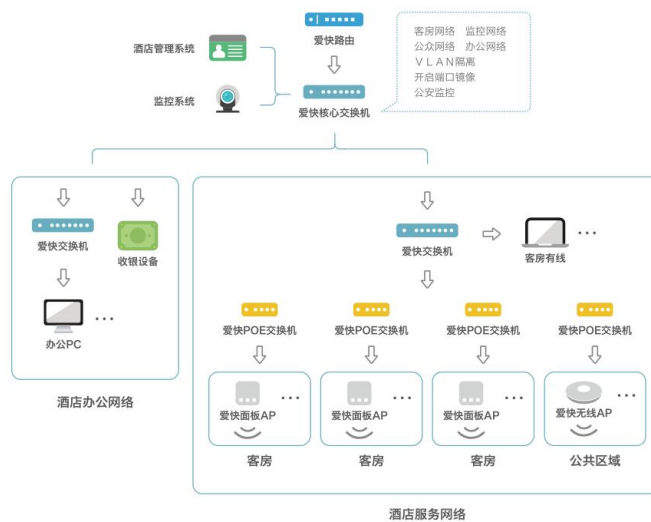 爱快路由
酒店管理系统
监控系统
爱快核心交换机
客房网络 监控网络
公众网络 办公网络
ＶＬＡＮ隔离
开启端口镜像
公安监控
爱快交换机
收银设备
办公PC
酒店办公网络
爱快交换机
客房有线
爱快POE交换机 爱快POE交换机 爱快POE交换机 爱快POE交换机
爱快面板AP 爱快面板AP 爱快面板AP 爱快无线AP
客房 客房 客房 公共区域
酒店服务网络